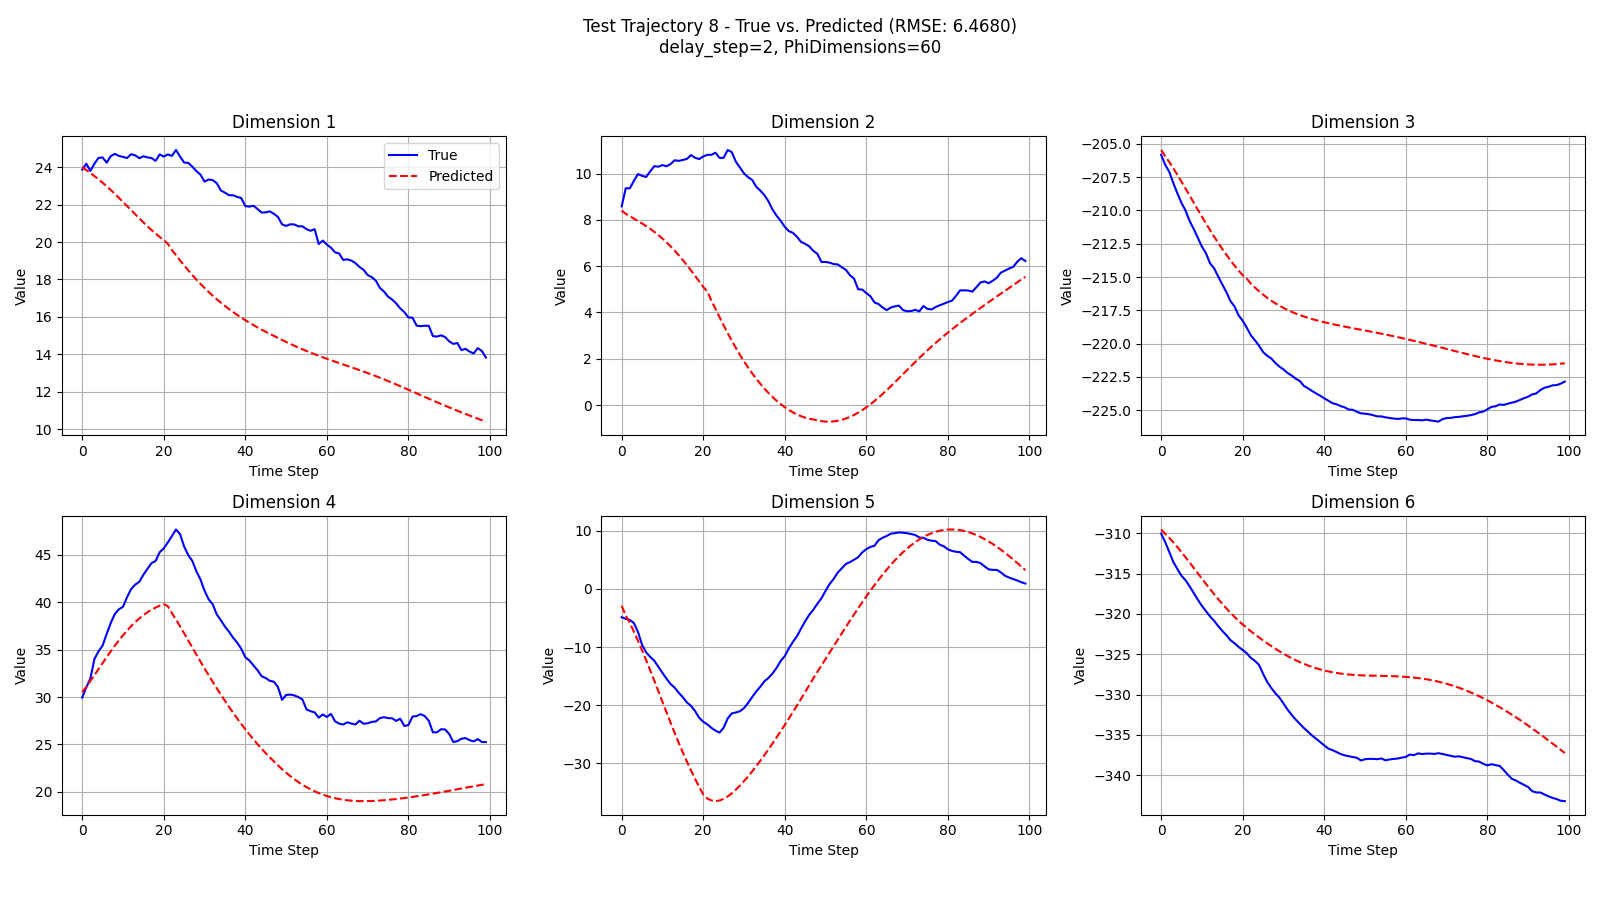 Test Trajectory 8 - True vs. Predicted (RMSE: 6.4680)
delay_step=2, PhiDimensions=60
Dimension 1
24
22
20
18
16
14
12
10
Value
0 20 40 60 80 100
Time Step
True
Predicted
Dimension 2
10
8
6
4
2
0
Value
0 20 40 60 80 100
Time Step
Dimension 3
−205.0
−207.5
−210.0
−212.5
−215.0
−217.5
−220.0
−222.5
−225.0
Value
0 20 40 60 80 100
Time Step
Dimension 4
45
40
35
30
25
20
Value
0 20 40 60 80 100
Time Step
Dimension 5
10
0
−10
−20
−30
Value
0 20 40 60 80 100
Time Step
Dimension 6
−310
−315
−320
−325
−330
−335
−340
Value
0 20 40 60 80 100
Time Step